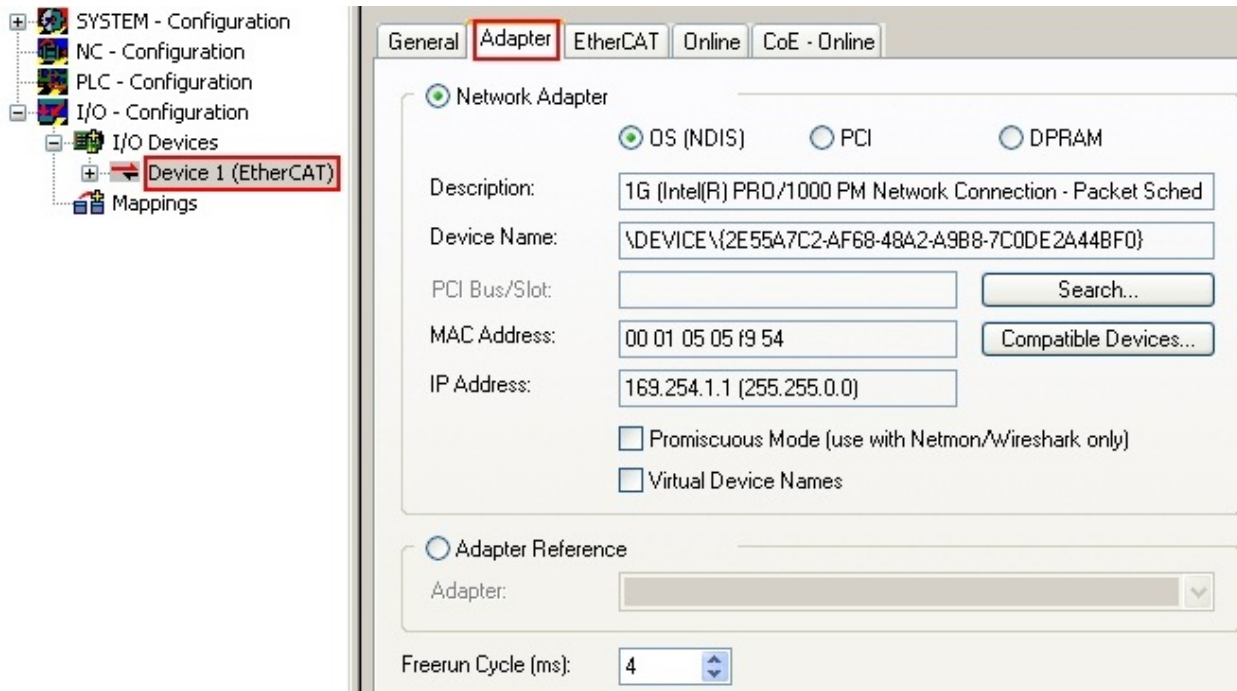 SYSTEM - Configuration
NC - Configuration
PLC - Configuration
I/O - Configuration
I/O Devices
Device 1 (EtherCAT)
Mappings
General Adapter EtherCAT Online CoE - Online
Network Adapter
OS (NDIS) PCI DPRAM
Description: 1G (Intel(R) PRO/1000 PM Network Connection - Packet Sched
Device Name: \DEVICE\{2E55A7C2-AF68-48A2-A9B8-7C0DE2A44BF0}
PCI Bus/Slot: Search...
MAC Address: 00 01 05 05 f9 54 Compatible Devices...
IP Address: 169.254.1.1 (255.255.0.0)
Promiscuous Mode (use with Netmon/Wireshark only)
Virtual Device Names
Adapter Reference
Adapter:
Freerun Cycle (ms): 4